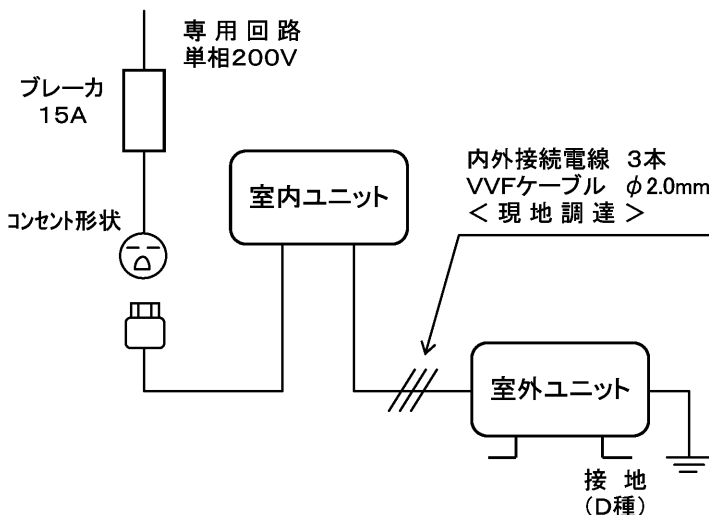 専用回路
単相200V
ブレーカ
15A
コンセント形状
室内ユニット
内外接続電線 3本
VVFケーブル φ2.0mm
<現地調達>
室外ユニット
接地
(D種)